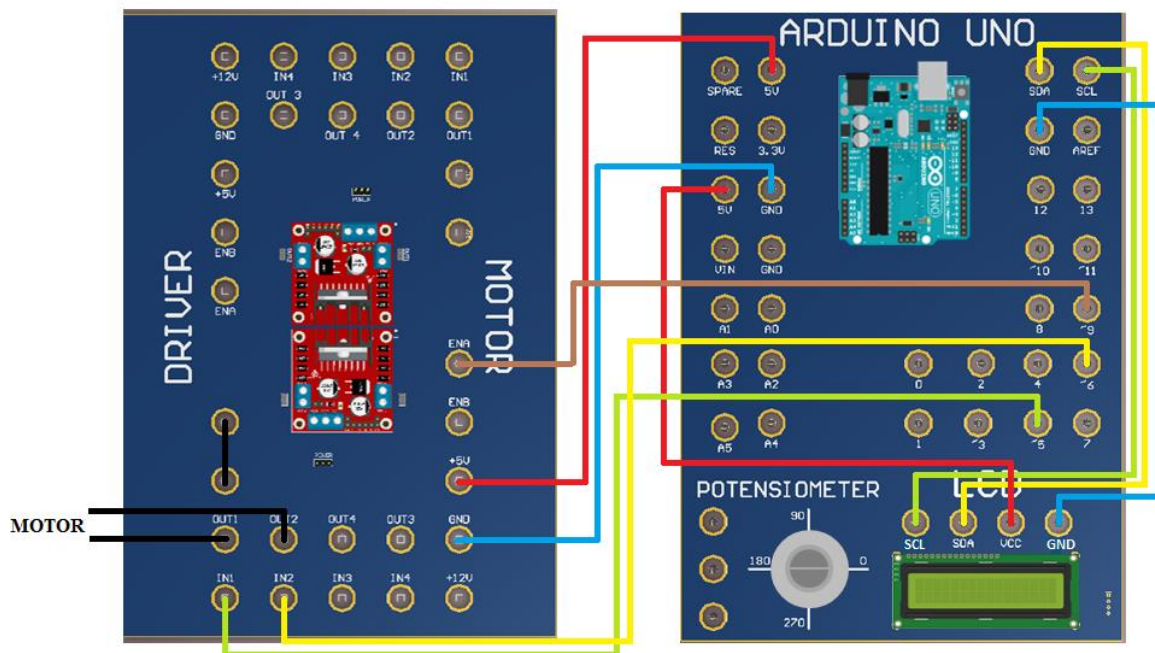 +12V IN4 IN3 IN2 IN1
OUT 3
GND OUT 4 OUT2 OUT1
+5V
ENB
ENA
POWER
DRIVER
MOTOR
ENA
ENB
+5V
POWER
MOTOR
OUT1 OUT2 OUT4 OUT3 GND
IN1 IN2 IN3 IN4 +12V
ARDUINO UNO
SPARE 5V SDA SCL
RES 3.3V GND AREF
5V GND 12 13
VIN GND ~10 ~11
A1 A0 8 ~9
A3 A2 0 2 4 ~6
A5 A4 1 ~3 ~5 7
POTENSIOMETER
90
180 0
270
LCD
SCL SDA VCC GND
UNO